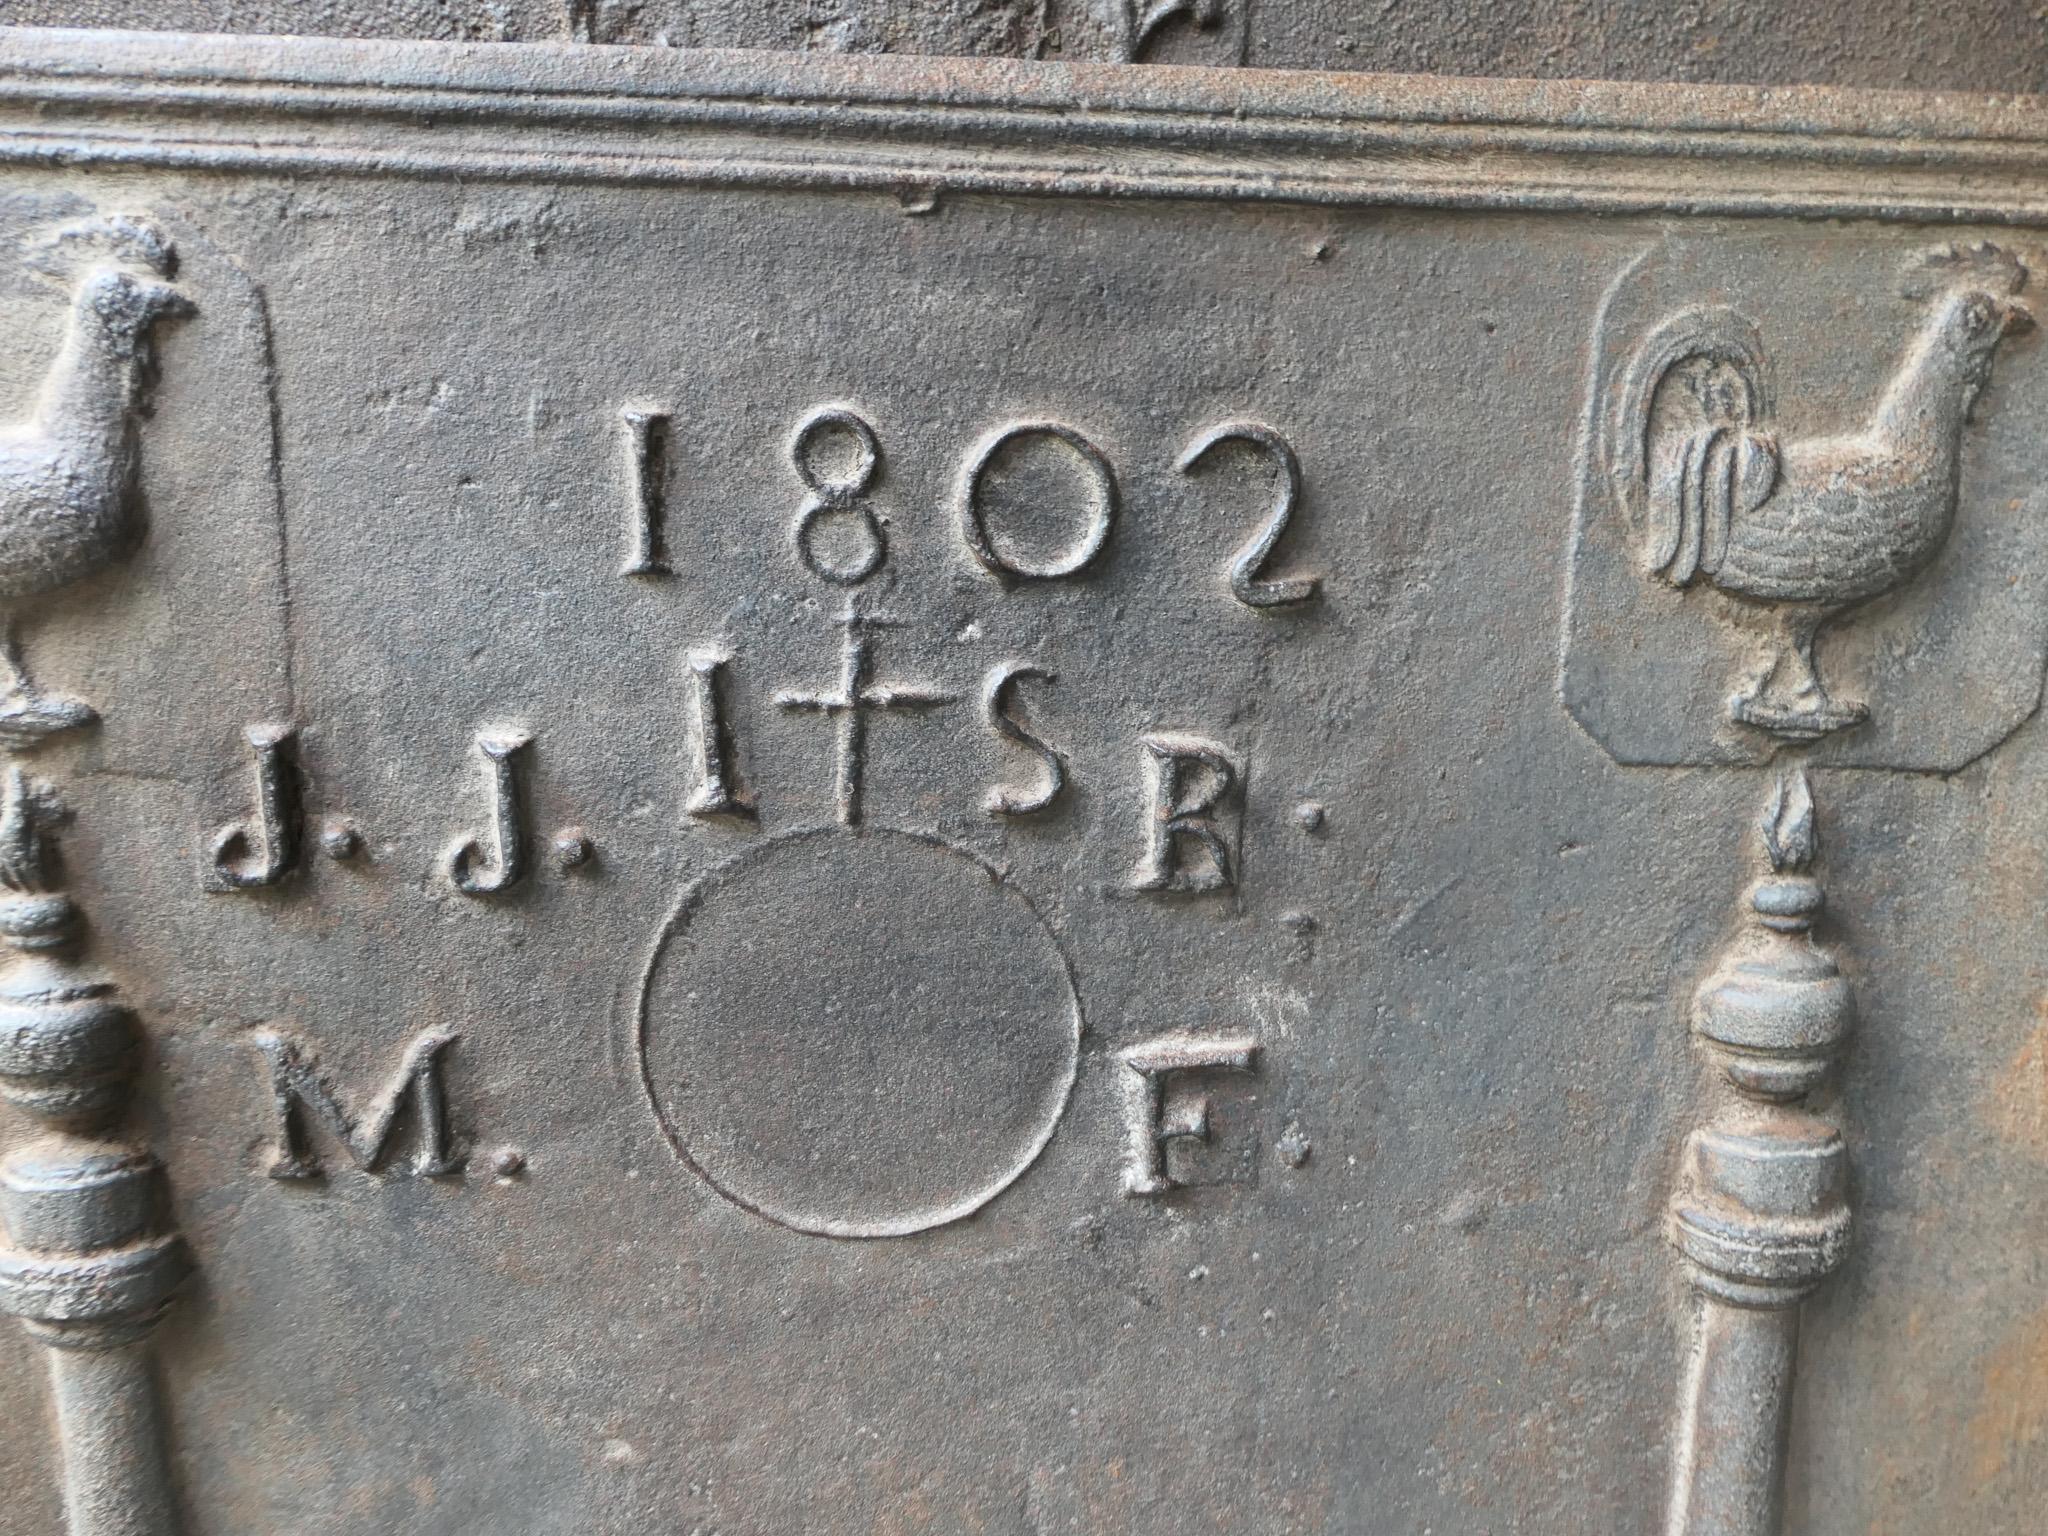 1802
I S
J. J. R.
M. F.